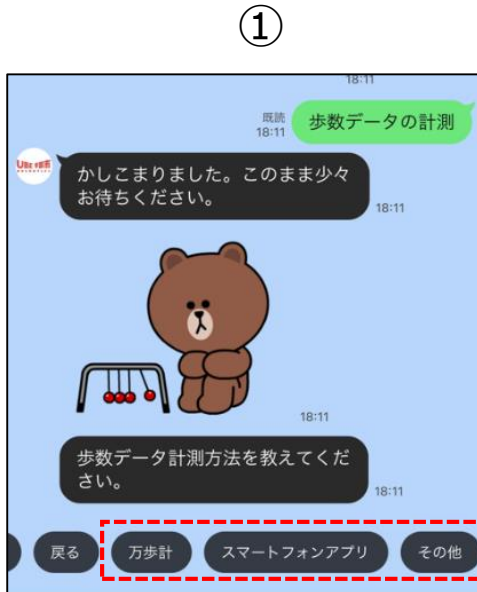 ①
18:11
既読
18:11
歩数データの計測
かしこまりました。このまま少々
お待ちください。
18:11
18:11
歩数データ計測方法を教えてくだ
さい。
18:11
戻る
万歩計
スマートフォンアプリ
その他